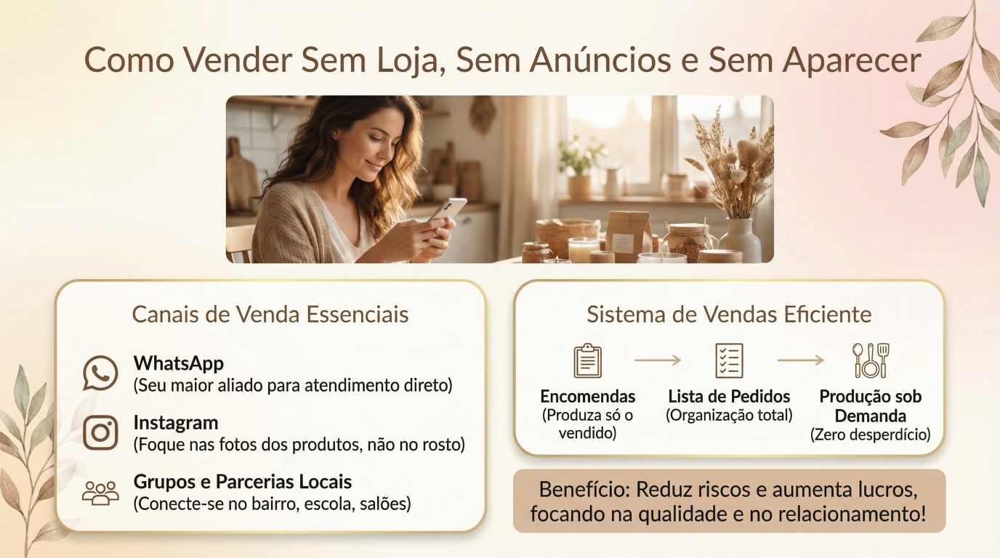 Como Vender Sem Loja, Sem Anúncios e Sem Aparecer
Canais de Venda Essenciais
WhatsApp
(Seu maior aliado para atendimento direto)
Instagram
(Foque nas fotos dos produtos, não no rosto)
Grupos e Parcerias Locais
(Conecte-se no bairro, escola, salões)
Sistema de Vendas Eficiente
Encomendas
(Produza só o
vendido)
Lista de Pedidos
(Organização total)
Produção sob
Demanda
(Zero desperdício)
Benefício: Reduz riscos e aumenta lucros,
focando na qualidade e no relacionamento!